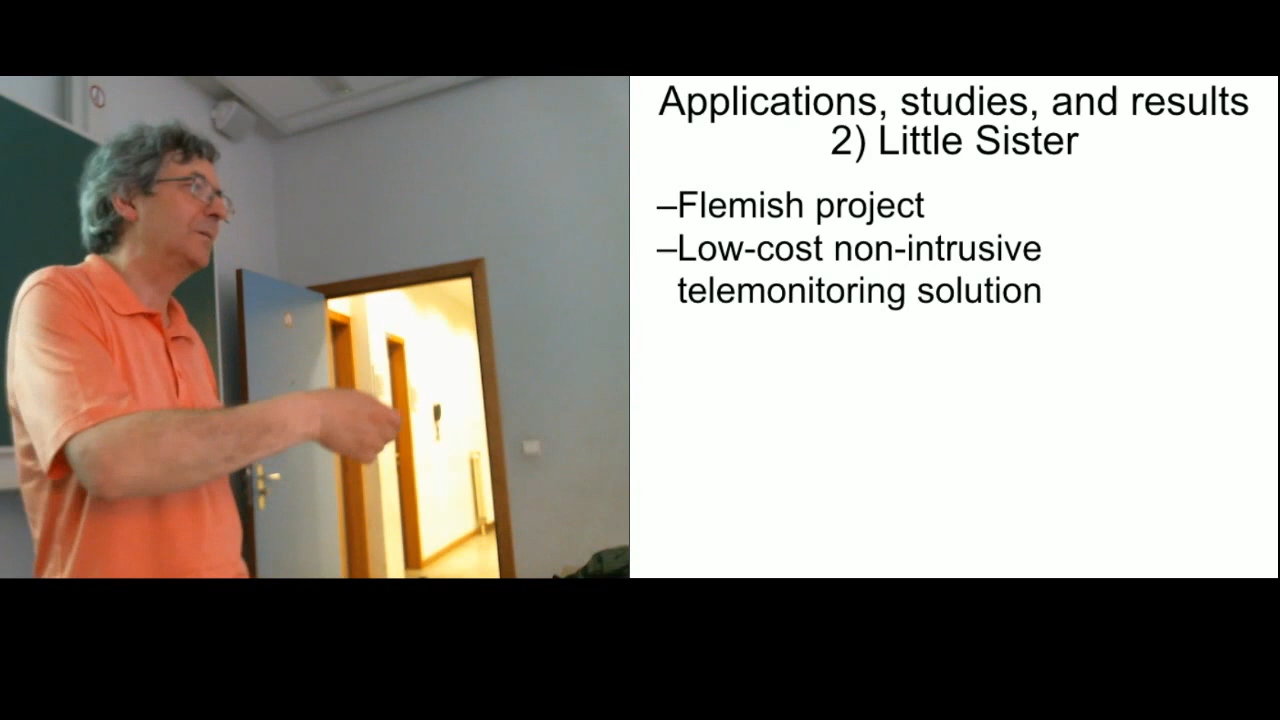 Applications, studies, and results
2) Little Sister
–Flemish project
–Low-cost non-intrusive
telemonitoring solution